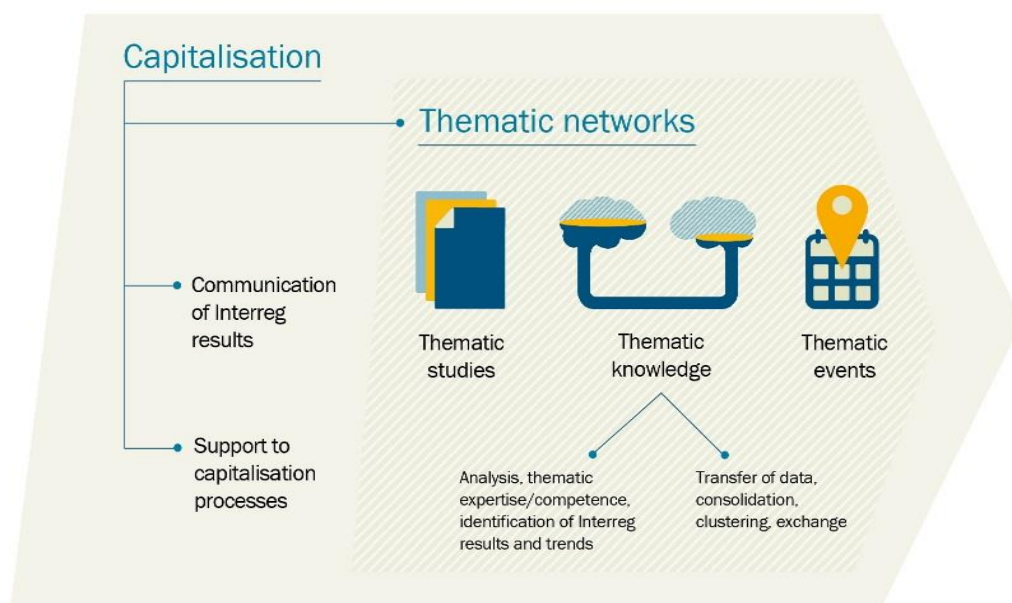 Capitalisation
Thematic networks
Communication
of Interreg
results
Support to
capitalisation
processes
Thematic
studies
Thematic
knowledge
Thematic
events
Analysis, thematic
expertise/competence,
identification of Interreg
results and trends
Transfer of data,
consolidation,
clustering, exchange